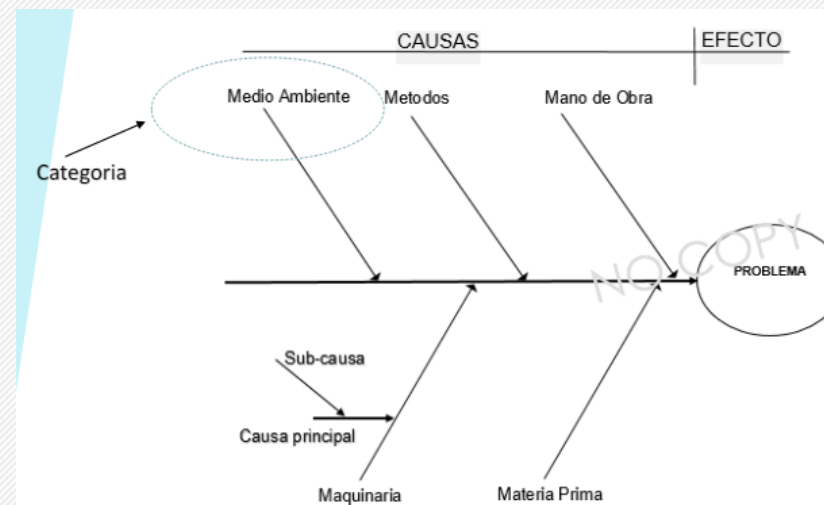 CAUSAS
EFECTO
Medio Ambiente
Metodos
Mano de Obra
Categoria
NO COPY
PROBLEMA
Sub-causa
Causa principal
Maquinaria
Materia Prima